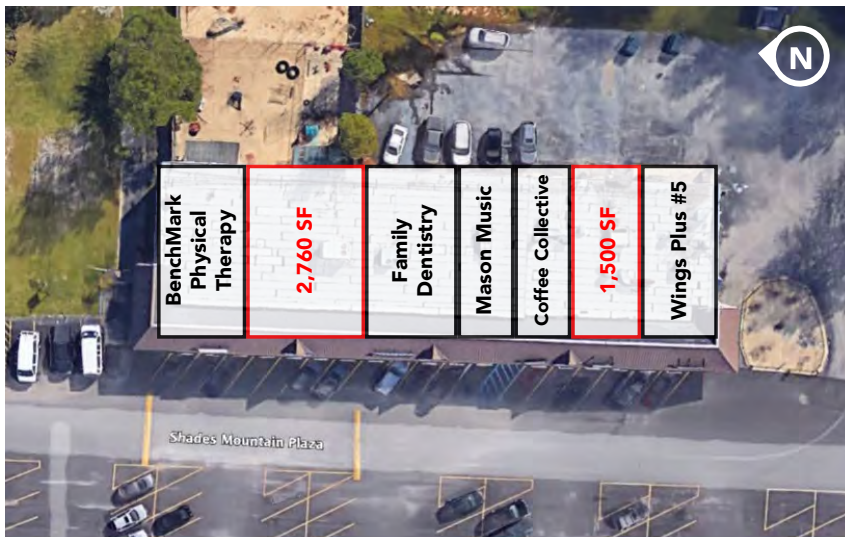 N
BenchMark
Physical
Therapy
2,760 SF
Family
Dentistry
Mason Music
Coffee Collective
1,500 SF
Wings Plus #5
Shades Mountain Plaza